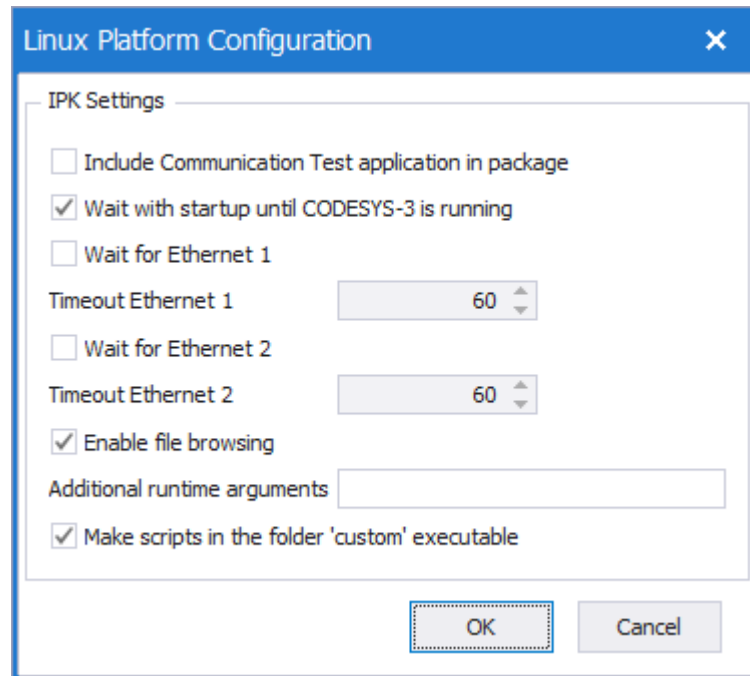 Linux Platform Configuration
IPK Settings
Include Communication Test application in package
Wait with startup until CODESYS-3 is running
Wait for Ethernet 1
Timeout Ethernet 1 60
Wait for Ethernet 2
Timeout Ethernet 2 60
Enable file browsing
Additional runtime arguments
Make scripts in the folder 'custom' executable
OK Cancel